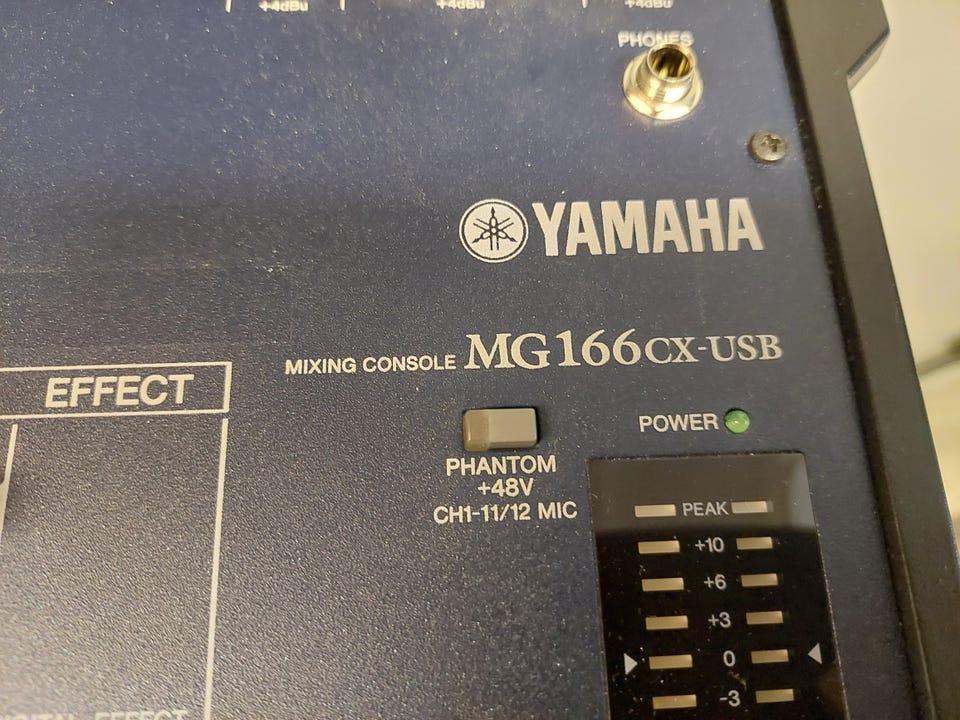 +4dBu
+4dBu
+4dBu
PHONES
YAMAHA
MIXING CONSOLE MG166CX-USB
EFFECT
POWER
PHANTOM
+48V
CH1-11/12 MIC
PEAK
+10
+6
+3
0
-3
EFFECT